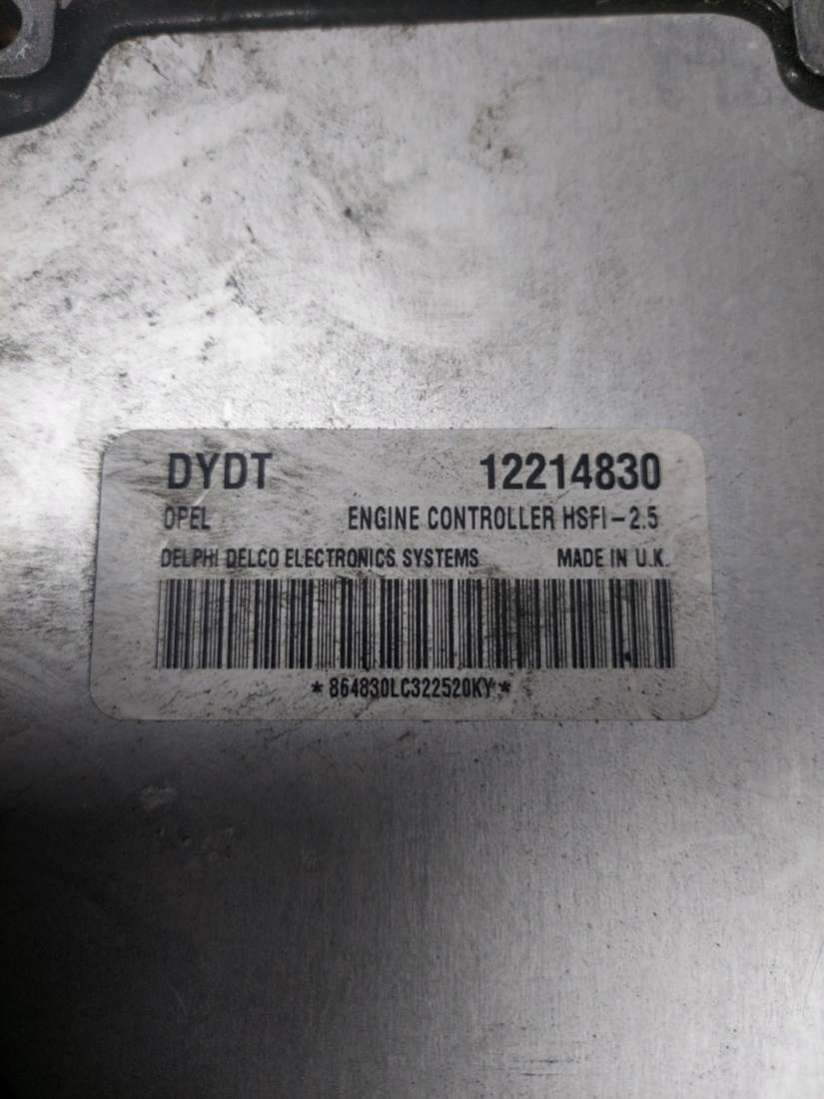 DYDT 12214830
OPEL ENGINE CONTROLLER HSFI-2.5
DELPHI DELCO ELECTRONICS SYSTEMS MADE IN U.K.
*864830LC322520KY*